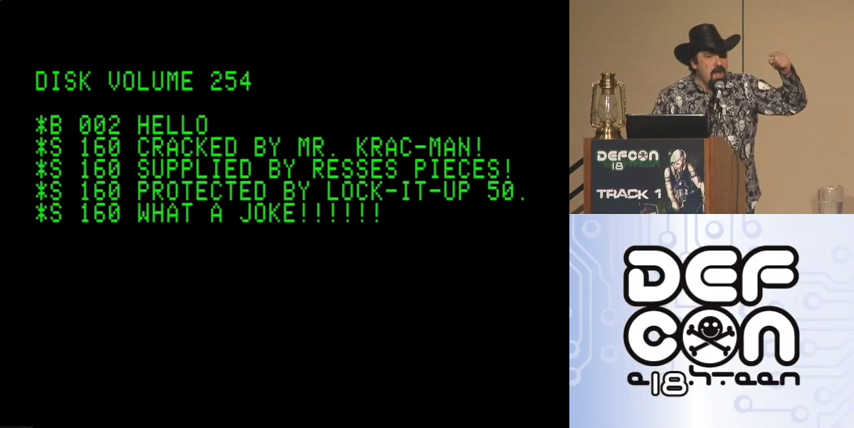 DISK VOLUME 254
*B 002 HELLO
*S 160 CRACKED BY MR. KRAC-MAN!
*S 160 SUPPLIED BY RESSES PIECES!
*S 160 PROTECTED BY LOCK-IT-UP 50.
*S 160 WHAT A JOKE!!!!!!
DEFCON
18
TRACK 1
DEF
CON
e18hteen